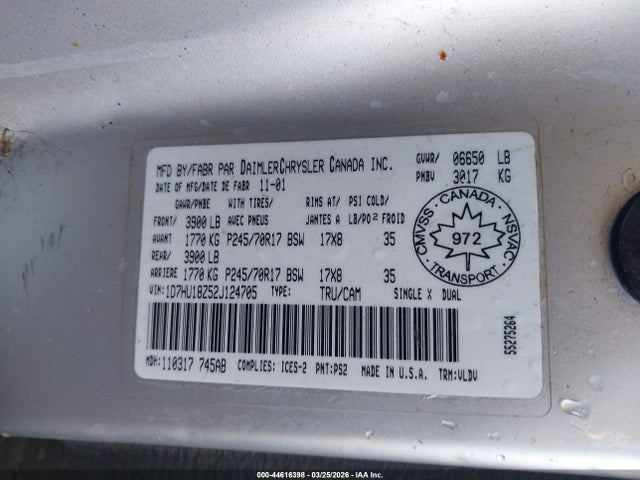 MFD BY/FABR PAR DAIMLERCHRYSLER CANADA INC.
GVWR/ 06650 LB
PNBV 3017 KG
DATE OF MFG/DATE DE FABR 11-01
GAWR/PNBE WITH TIRES/ RIMS AT/ PSI COLD/
FRONT/ 3900 LB AVEC PNEUS JANTES A LB/PO2 FROID
AVANT 1770 KG P245/70R17 BSW 17X8 35
REAR/ 3900 LB
ARRIERE 1770 KG P245/70R17 BSW 17X8 35
CMVSS CANADA NSVAC
972
TRANSPORT
VIN: 1D7HU18Z52J124705 TYPE: TRU/CAM SINGLE X DUAL
55275264
MDH: 110317 745AB COMPLIES: ICES-2 PNT:PS2 MADE IN U.S.A. TRM:VLDV
000-44616398 - 03/25/2026 - IAA Inc.